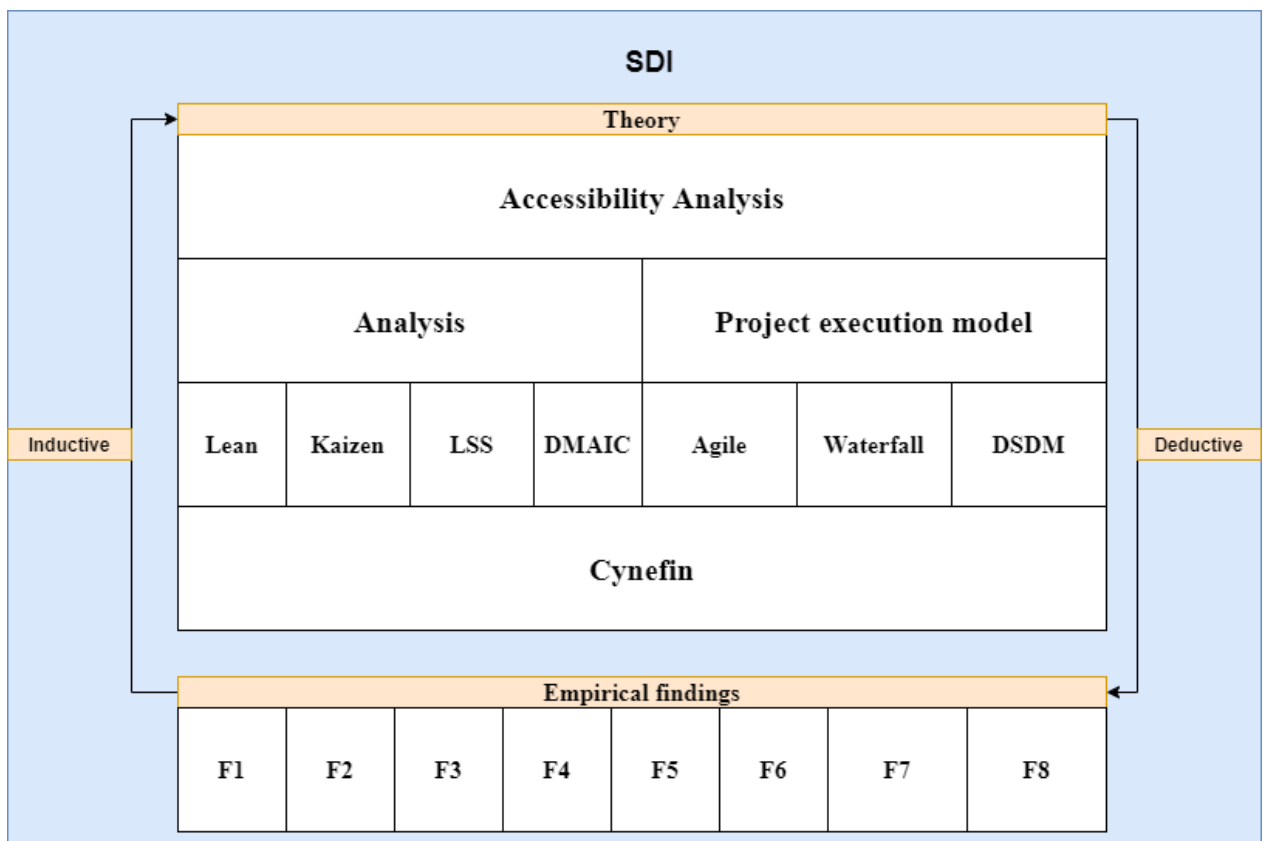 SDI
Theory
Accessibility Analysis
Analysis
Project execution model
Inductive
Lean
Kaizen
LSS
DMAIC
Agile
Waterfall
DSDM
Deductive
Cynefin
Empirical findings
F1
F2
F3
F4
F5
F6
F7
F8